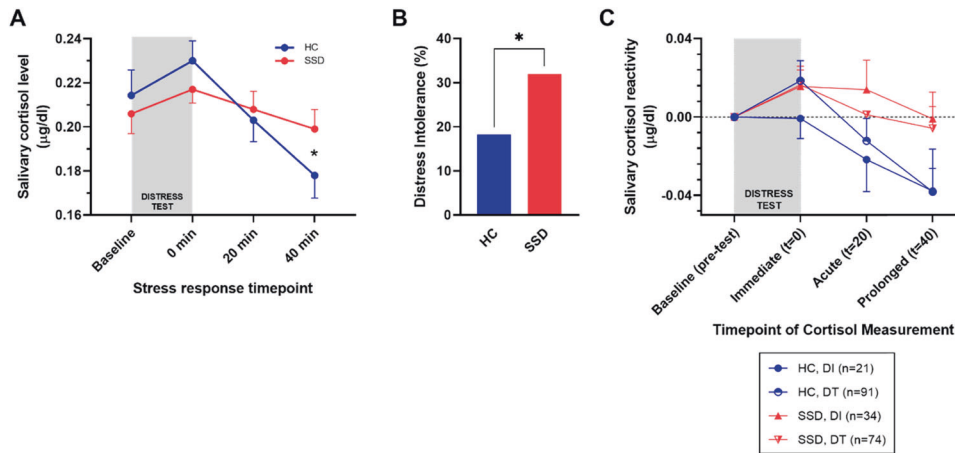 A
Salivary cortisol level
(µg/dl)
0.24
0.22
0.20
0.18
0.16
HC
SSD
*
DISTRESS
TEST
Baseline
0 min
20 min
40 min
Stress response timepoint
B
Distress Intolerance (%)
40
30
20
10
0
*
HC
SSD
C
Salivary cortisol reactivity
(µg/dl)
0.04
0.00
-0.04
DISTRESS
TEST
Baseline (pre-test)
Immediate (t=0)
Acute (t=20)
Prolonged (t=40)
Timepoint of Cortisol Measurement
HC, DI (n=21)
HC, DT (n=91)
SSD, DI (n=34)
SSD, DT (n=74)